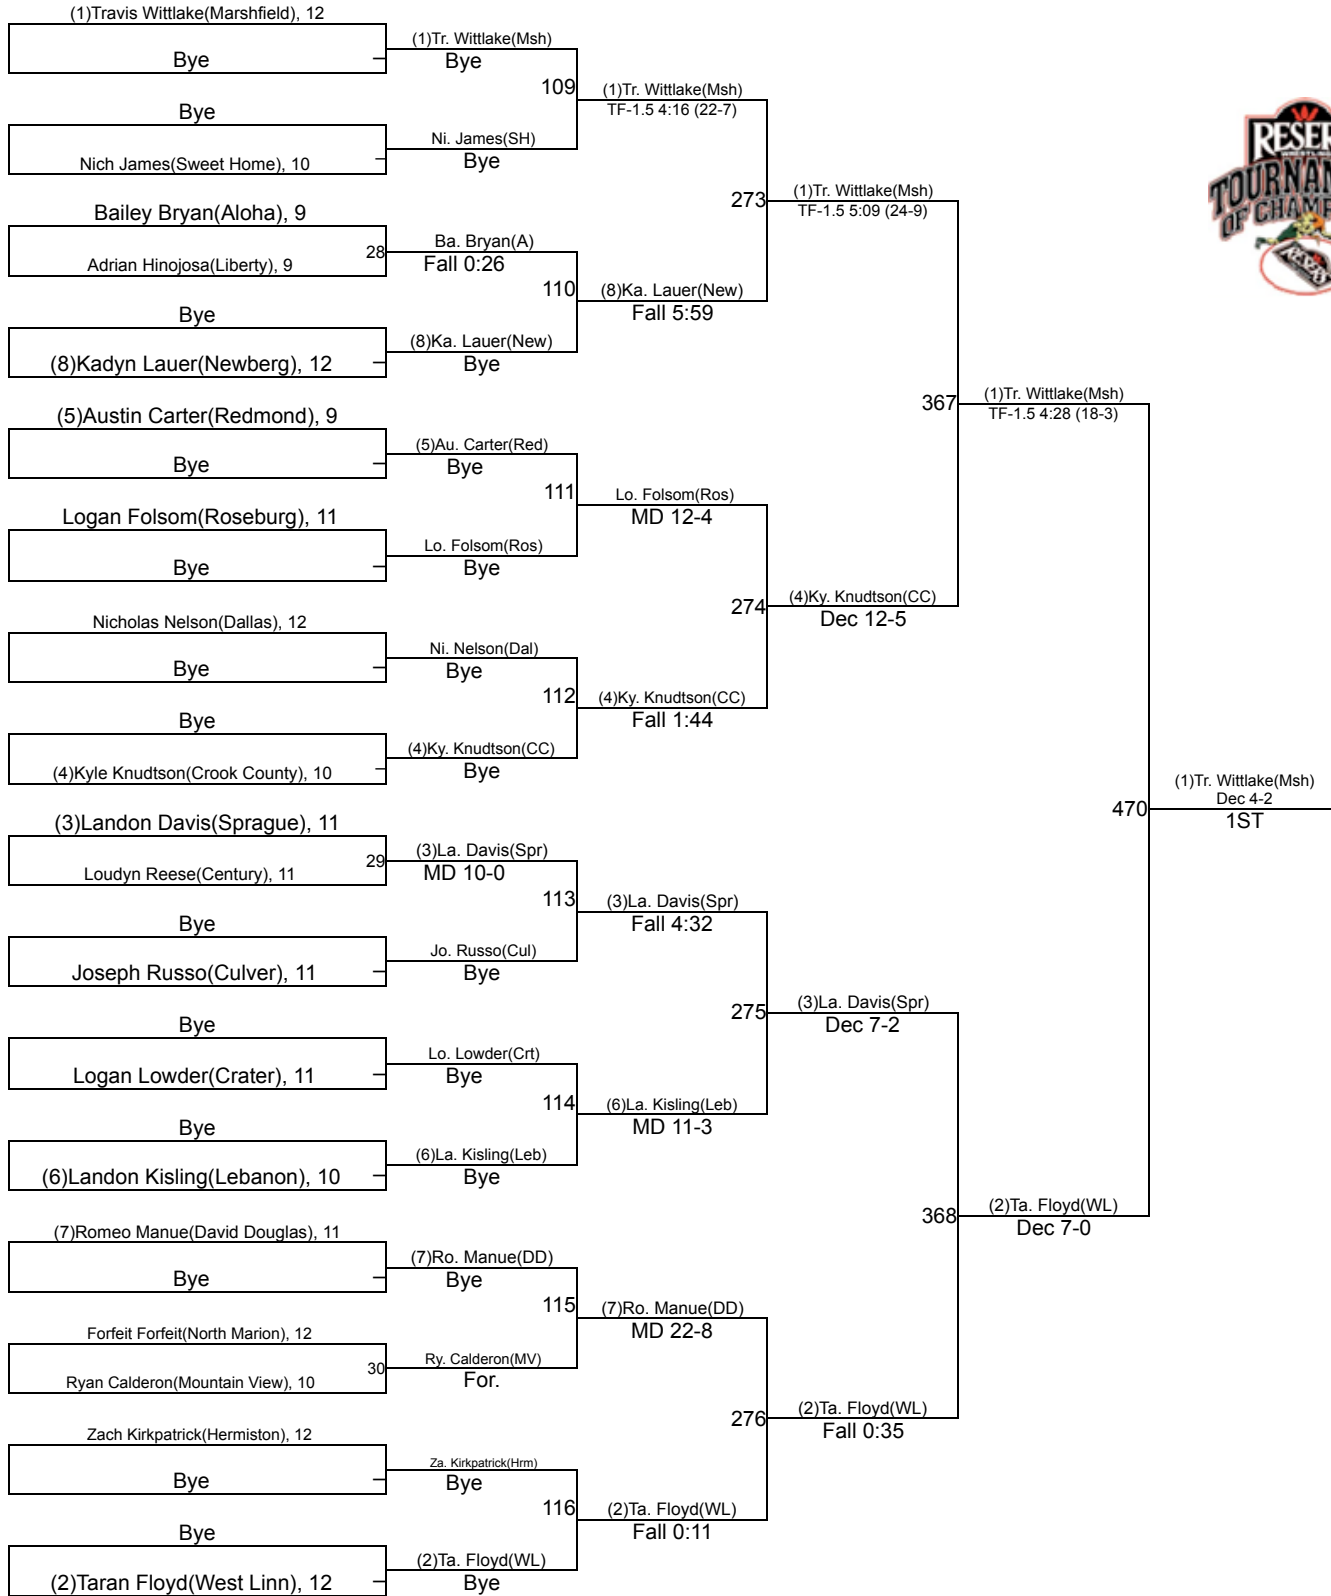 (1)Travis Wittlake(Marshfield), 12
Bye
Bye
Nich James(Sweet Home), 10
Bailey Bryan(Aloha), 9
28
Adrian Hinojosa(Liberty), 9
Bye
(8)Kadyn Lauer(Newberg), 12
(5)Austin Carter(Redmond), 9
Bye
Logan Folsom(Roseburg), 11
Bye
Nicholas Nelson(Dallas), 12
Bye
Bye
(4)Kyle Knudtson(Crook County), 10
(3)Landon Davis(Sprague), 11
29
Loudyn Reese(Century), 11
Bye
Joseph Russo(Culver), 11
Bye
Logan Lowder(Crater), 11
Bye
(6)Landon Kisling(Lebanon), 10
(7)Romeo Manue(David Douglas), 11
Bye
Forfeit Forfeit(North Marion), 12
30
Ryan Calderon(Mountain View), 10
Zach Kirkpatrick(Hermiston), 12
Bye
Bye
(2)Taran Floyd(West Linn), 12
(1)Tr. Wittlake(Msh)
Bye
109
Ni. James(SH)
Bye
Ba. Bryan(A)
Fall 0:26
110
(8)Ka. Lauer(New)
Bye
(5)Au. Carter(Red)
Bye
111
Lo. Folsom(Ros)
Bye
Ni. Nelson(Dal)
Bye
112
(4)Ky. Knudtson(CC)
Bye
(3)La. Davis(Spr)
MD 10-0
113
Jo. Russo(Cul)
Bye
Lo. Lowder(Crt)
Bye
114
(6)La. Kisling(Leb)
Bye
(7)Ro. Manue(DD)
Bye
115
Ry. Calderon(MV)
For.
Za. Kirkpatrick(Hrm)
Bye
116
(2)Ta. Floyd(WL)
Bye
(1)Tr. Wittlake(Msh)
TF-1.5 4:16 (22-7)
273
(8)Ka. Lauer(New)
Fall 5:59
Lo. Folsom(Ros)
MD 12-4
274
(4)Ky. Knudtson(CC)
Fall 1:44
(3)La. Davis(Spr)
Fall 4:32
275
(6)La. Kisling(Leb)
MD 11-3
(7)Ro. Manue(DD)
MD 22-8
276
(2)Ta. Floyd(WL)
Fall 0:11
(1)Tr. Wittlake(Msh)
TF-1.5 5:09 (24-9)
367
(4)Ky. Knudtson(CC)
Dec 12-5
(3)La. Davis(Spr)
Dec 7-2
368
(2)Ta. Floyd(WL)
Fall 0:35
(1)Tr. Wittlake(Msh)
TF-1.5 4:28 (18-3)
470
(2)Ta. Floyd(WL)
Dec 7-0
(1)Tr. Wittlake(Msh)
Dec 4-2
1ST
RESER
TOURNAM
OF CHAMP